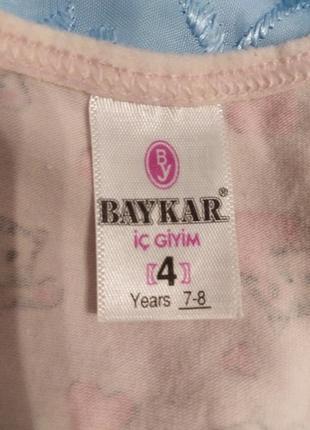 By
BAYKAR®
İÇ GİYİM
[4]
Years 7-8